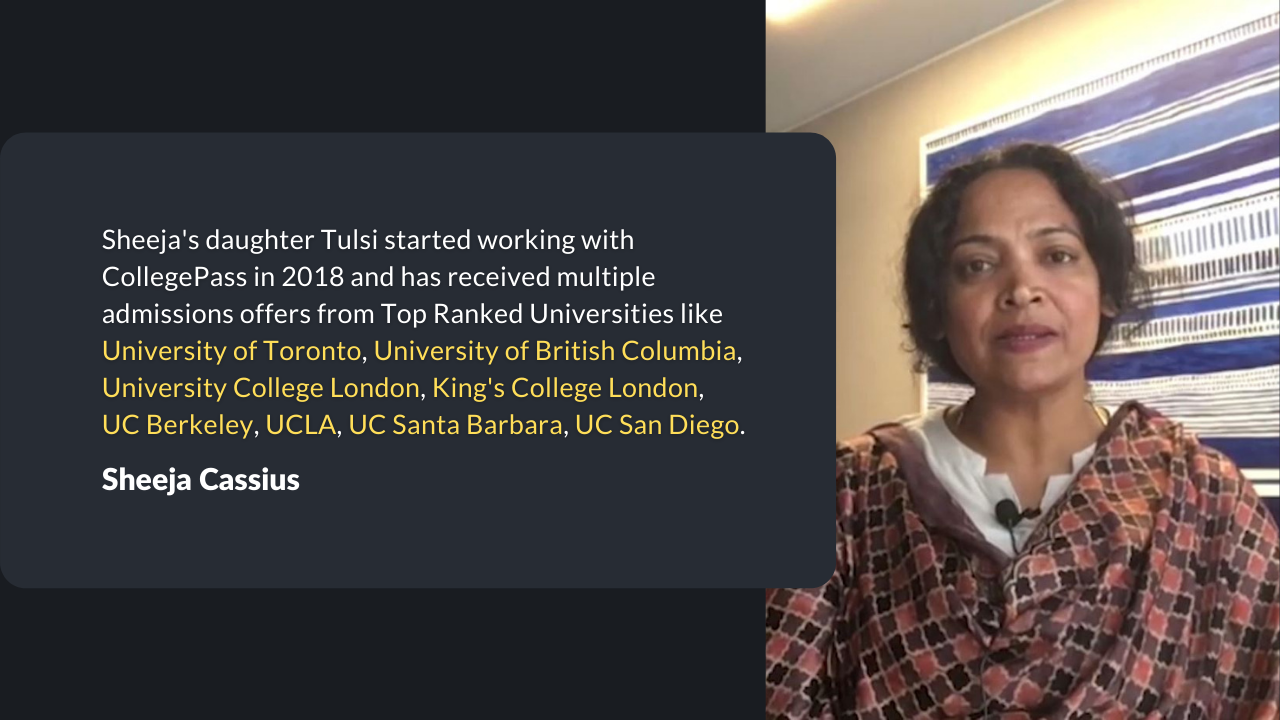 Sheeja's daughter Tulsi started working with
CollegePass in 2018 and has received multiple
admissions offers from Top Ranked Universities like
University of Toronto, University of British Columbia,
University College London, King's College London,
UC Berkeley, UCLA, UC Santa Barbara, UC San Diego.
Sheeja Cassius